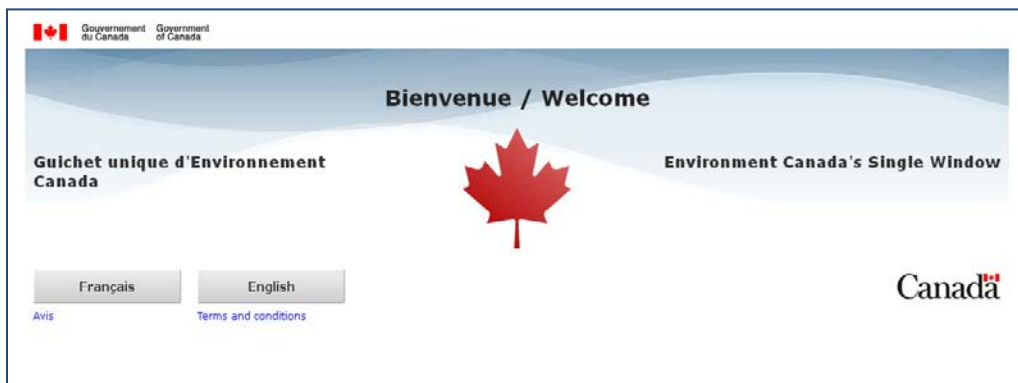 Gouvernement du Canada
Government of Canada
Bienvenue / Welcome
Guichet unique d'Environnement
Canada
Environment Canada's Single Window
Français
English
Avis
Terms and conditions
Canada